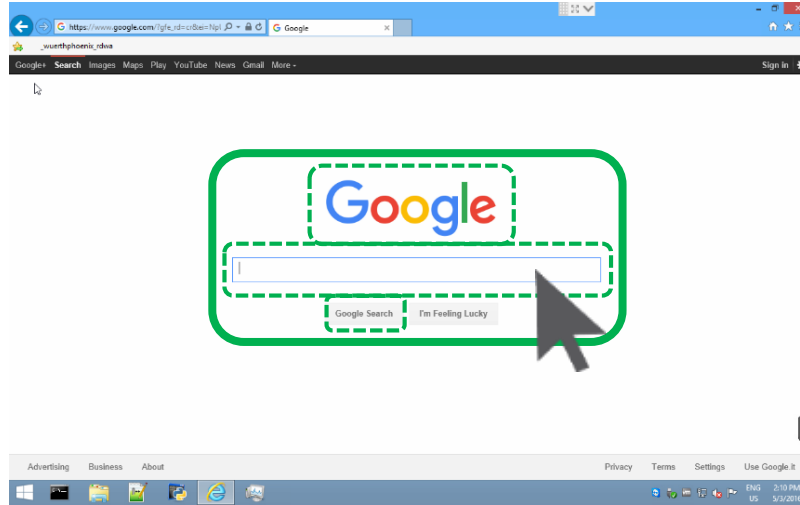 https://www.google.com/?gfe_rd=cr&ei=Npl
Google
_wuerthphoenix_rdwa
Google+ Search Images Maps Play YouTube News Gmail More
Sign in
Google
Google Search I'm Feeling Lucky
Advertising Business About Privacy Terms Settings Use Google.it
ENG 2:10 PM
US 5/3/2016